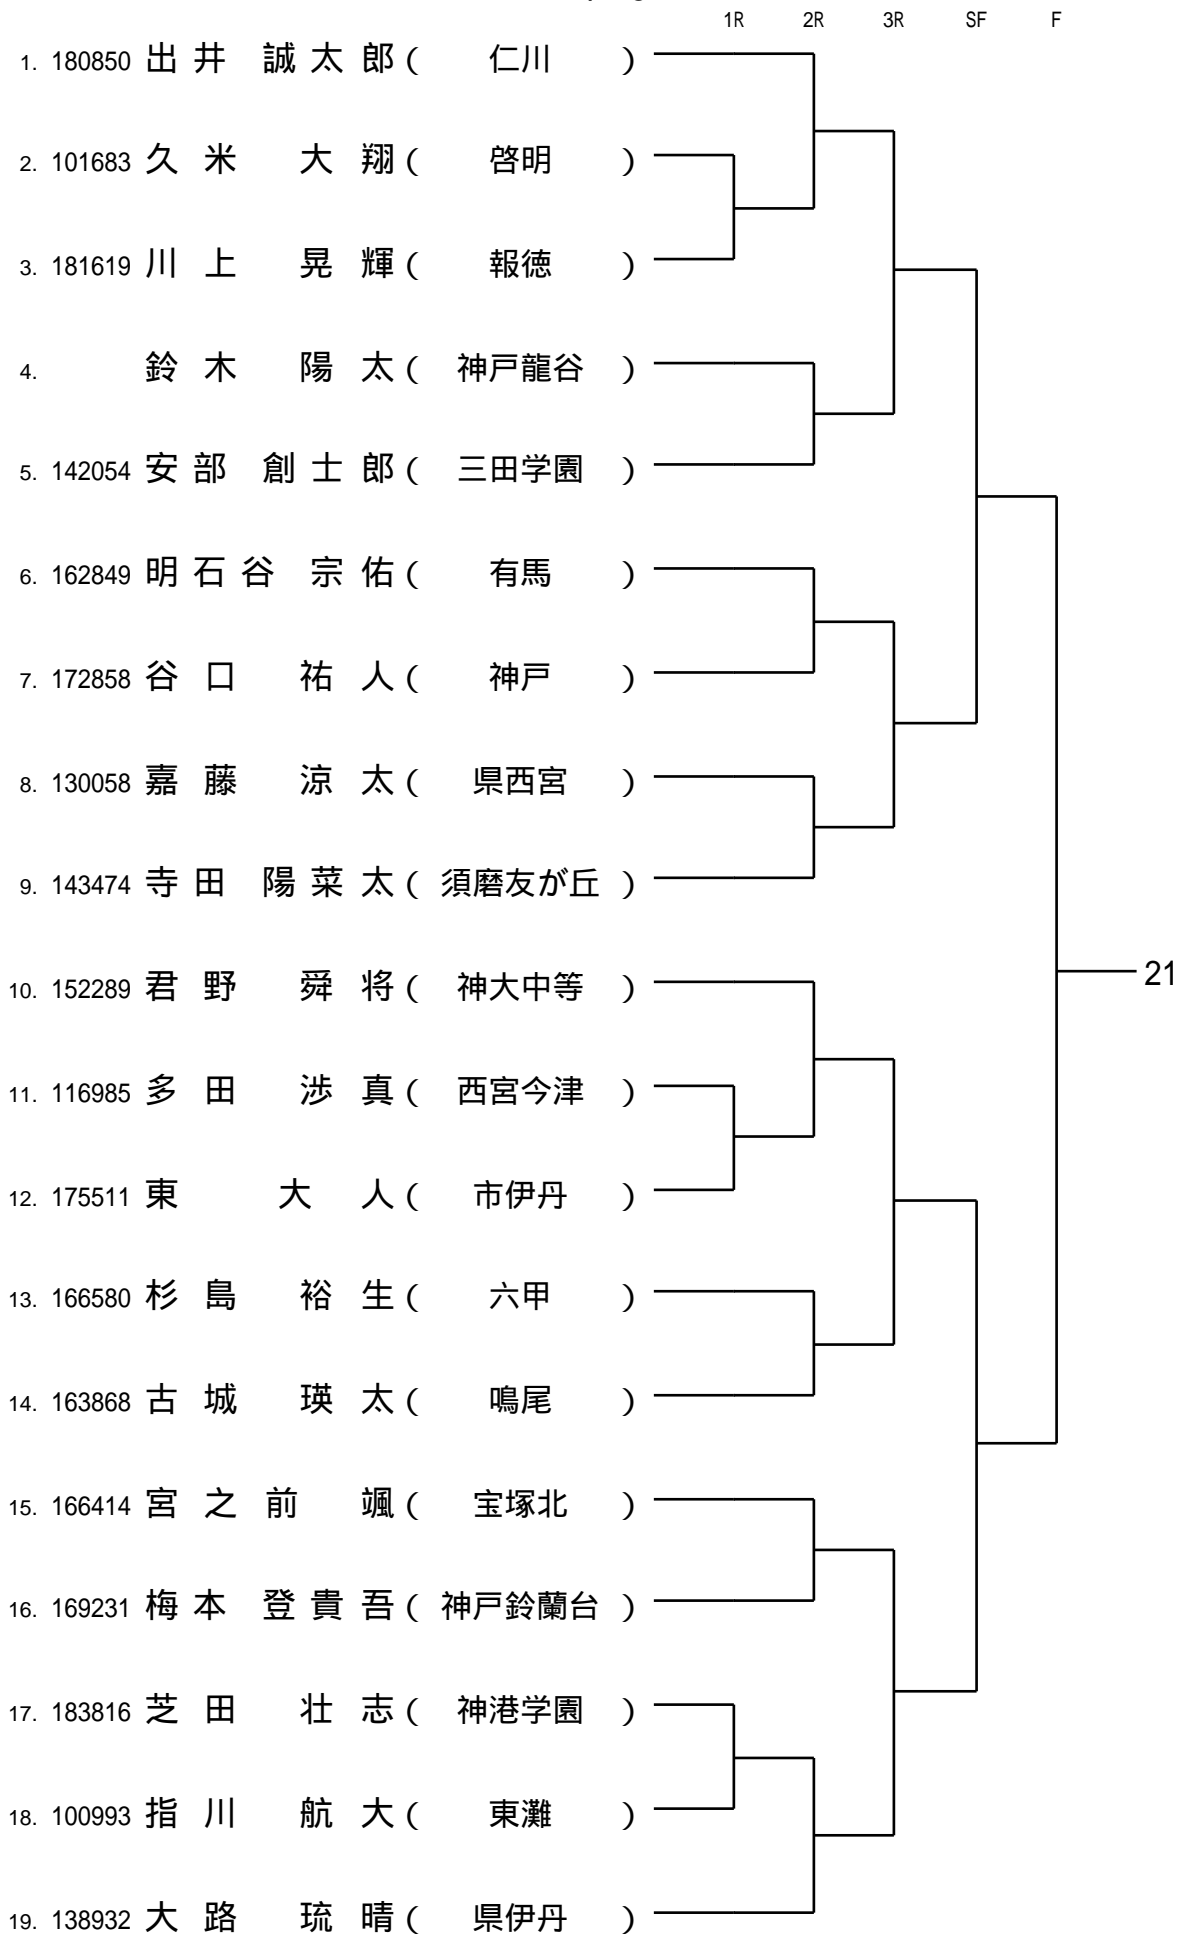 1R 2R 3R SF F
1. 180850 出井 誠太郎 ( 仁川 )
2. 101683 久米 大翔 ( 啓明 )
3. 181619 川上 晃輝 ( 報徳 )
4. 鈴木 陽太 ( 神戸龍谷 )
5. 142054 安部 創士郎 ( 三田学園 )
6. 162849 明石谷 宗佑 ( 有馬 )
7. 172858 谷口 祐人 ( 神戸 )
8. 130058 嘉藤 涼太 ( 県西宮 )
9. 143474 寺田 陽菜太 ( 須磨友が丘 )
10. 152289 君野 舜将 ( 神大中等 )
21
11. 116985 多田 渉真 ( 西宮今津 )
12. 175511 東 大人 ( 市伊丹 )
13. 166580 杉島 裕生 ( 六甲 )
14. 163868 古城 瑛太 ( 鳴尾 )
15. 166414 宮之前 颯 ( 宝塚北 )
16. 169231 梅本 登貴吾 ( 神戸鈴蘭台 )
17. 183816 芝田 壮志 ( 神港学園 )
18. 100993 指川 航大 ( 東灘 )
19. 138932 大路 琉晴 ( 県伊丹 )